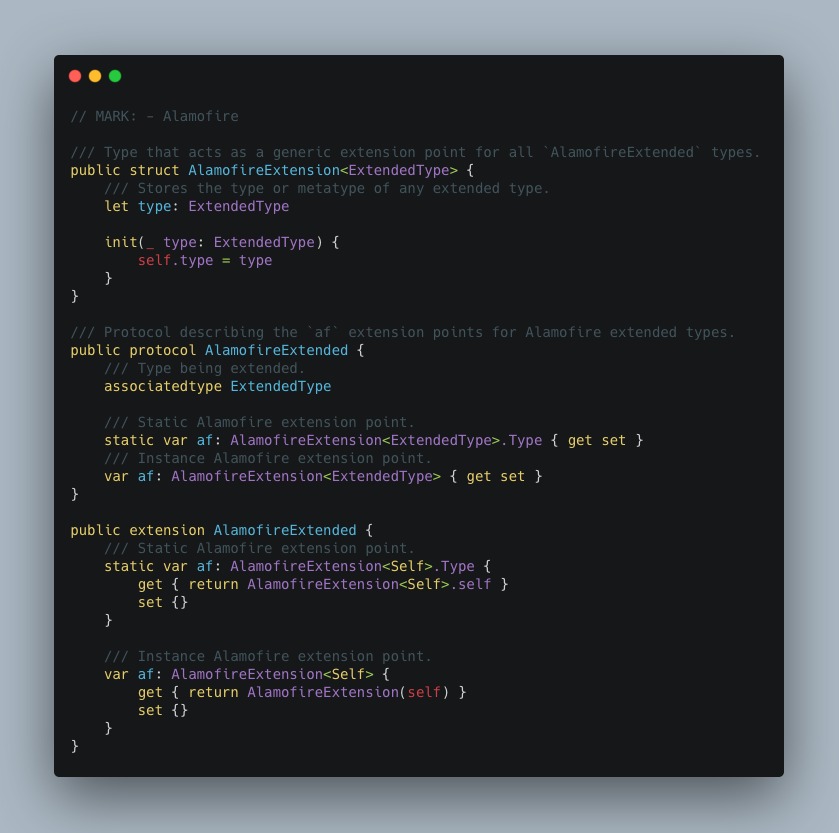 // MARK: - Alamofire

/// Type that acts as a generic extension point for all `AlamofireExtended` types.
public struct AlamofireExtension<ExtendedType> {
    /// Stores the type or metatype of any extended type.
    let type: ExtendedType

    init(_ type: ExtendedType) {
        self.type = type
    }
}

/// Protocol describing the `af` extension points for Alamofire extended types.
public protocol AlamofireExtended {
    /// Type being extended.
    associatedtype ExtendedType

    /// Static Alamofire extension point.
    static var af: AlamofireExtension<ExtendedType>.Type { get set }
    /// Instance Alamofire extension point.
    var af: AlamofireExtension<ExtendedType> { get set }
}

public extension AlamofireExtended {
    /// Static Alamofire extension point.
    static var af: AlamofireExtension<Self>.Type {
        get { return AlamofireExtension<Self>.self }
        set {}
    }

    /// Instance Alamofire extension point.
    var af: AlamofireExtension<Self> {
        get { return AlamofireExtension(self) }
        set {}
    }
}